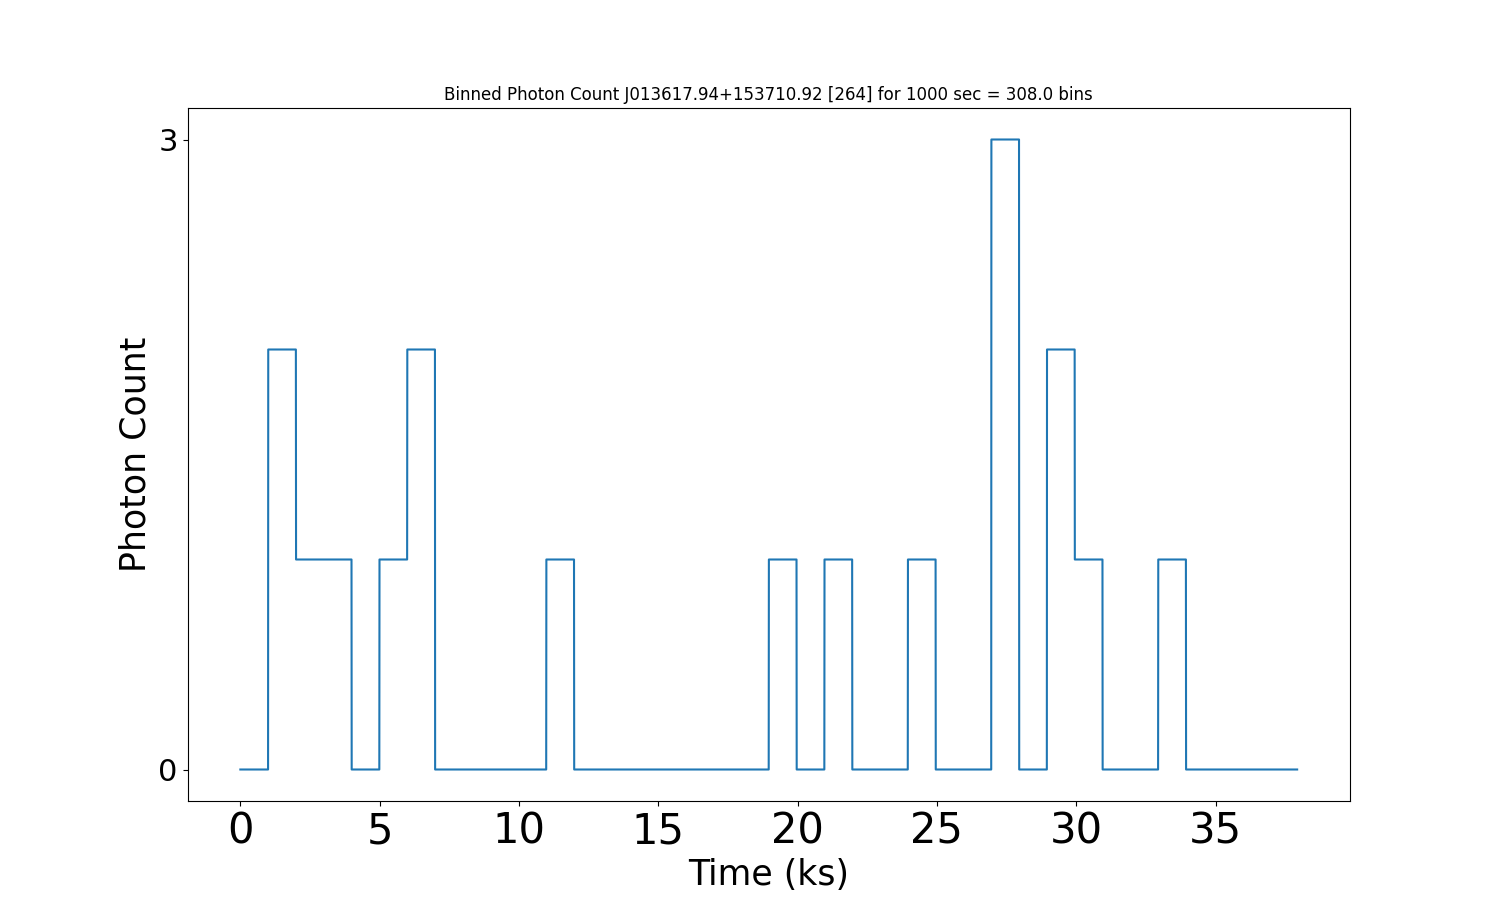 Binned Photon Count J013617.94+153710.92 [264] for 1000 sec = 308.0 bins
3
Photon Count
0
0 5 10 15 20 25 30 35
Time (ks)